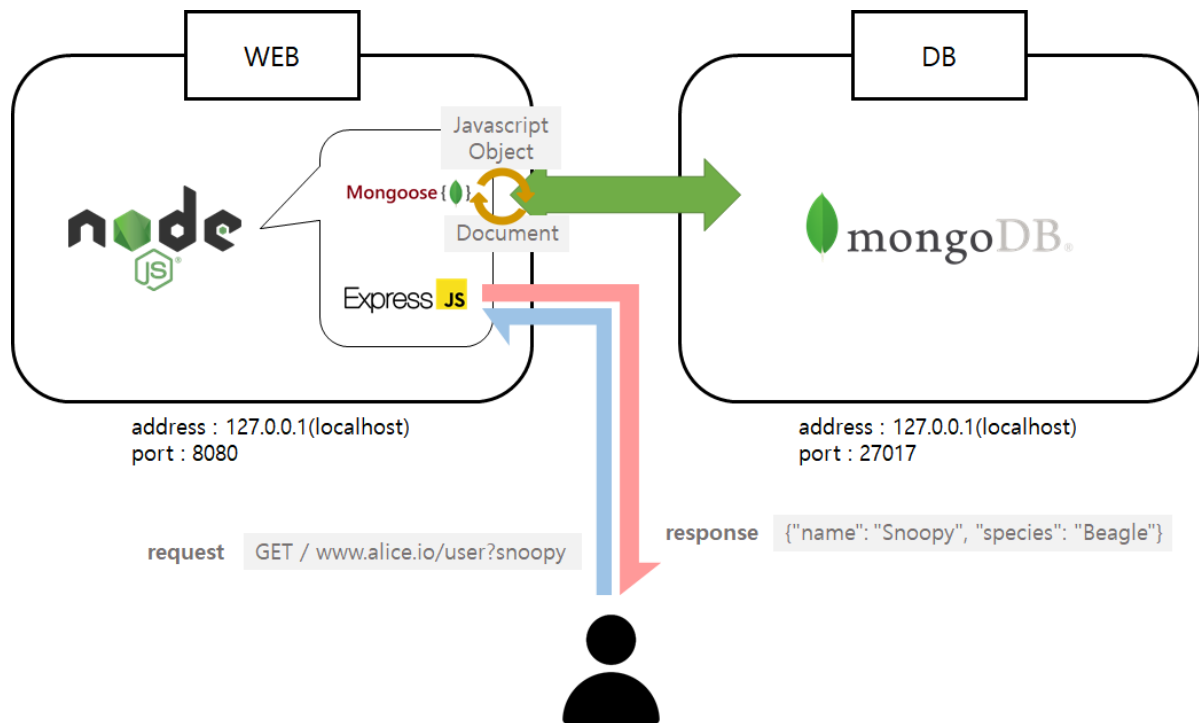 WEB
DB
Javascript
Object
Mongoose{ }
Document
node
JS®
Express JS
mongoDB®
address : 127.0.0.1(localhost)
port : 8080
address : 127.0.0.1(localhost)
port : 27017
request GET / www.alice.io/user?snoopy
response {"name": "Snoopy", "species": "Beagle"}